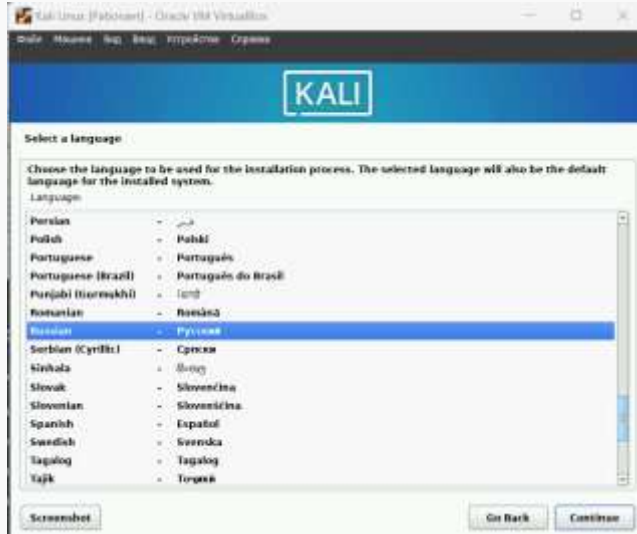 Kali Linux [Работает] - Oracle VM VirtualBox
Файл Машина Вид Ввод Устройства Справка
KALI
Select a language
Choose the language to be used for the installation process. The selected language will also be the default
language for the installed system.
Language:
Persian - فارسی
Polish - Polski
Portuguese - Português
Portuguese (Brazil) - Português do Brasil
Punjabi (Gurmukhi) -
Romanian - Română
Russian - Русский
Serbian (Cyrillic) - Српски
Sinhala -
Slovak - Slovenčina
Slovenian - Slovenščina
Spanish - Español
Swedish - Svenska
Tagalog - Tagalog
Tajik - Тоҷикӣ
Screenshot Go Back Continue